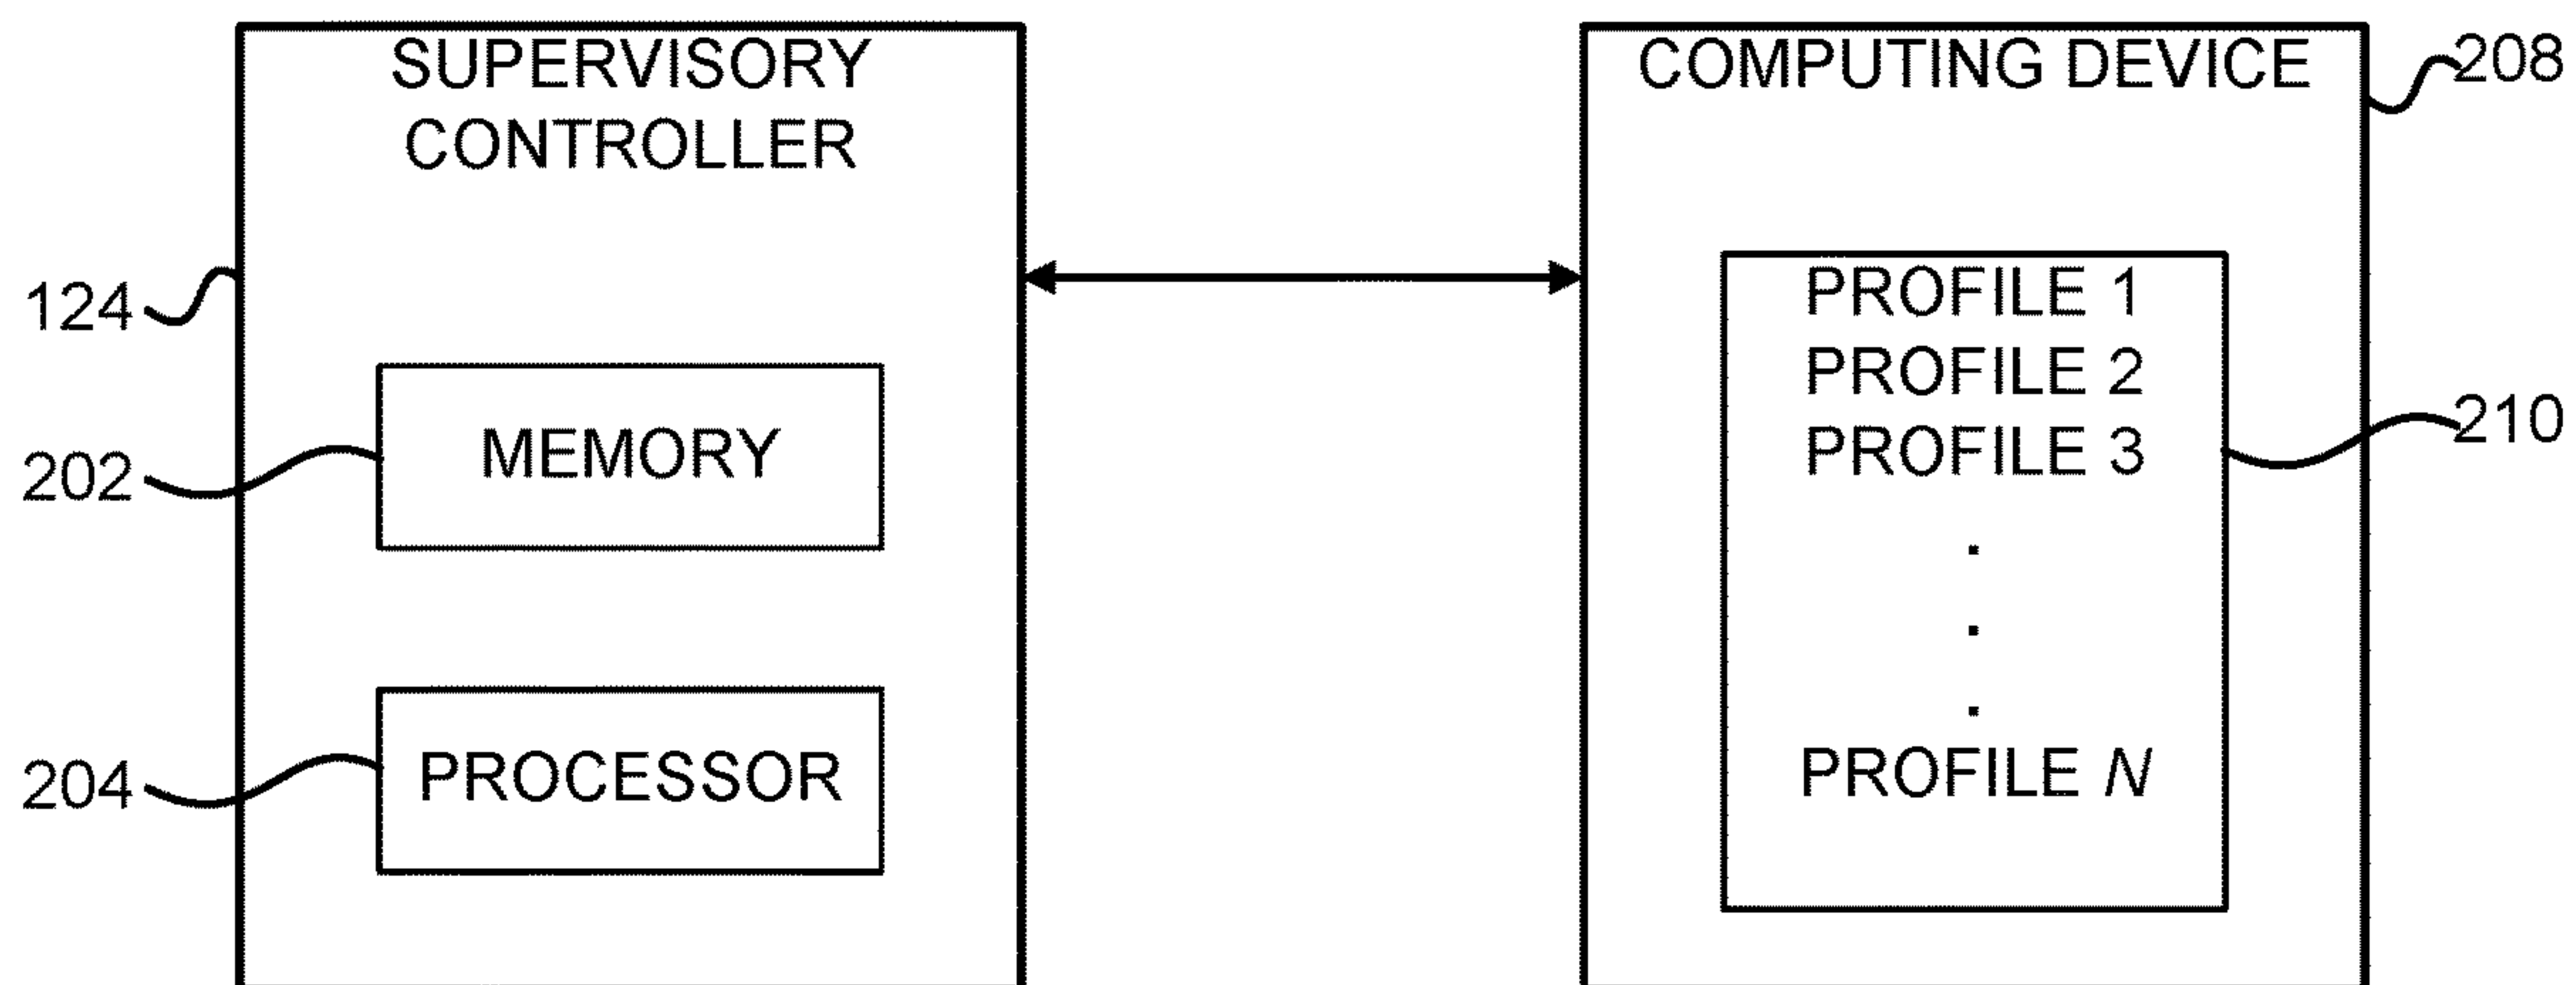 SUPERVISORY
CONTROLLER
124
202
MEMORY
204
PROCESSOR
COMPUTING DEVICE
208
PROFILE 1
PROFILE 2
PROFILE 3
.
.
.
PROFILE N
210